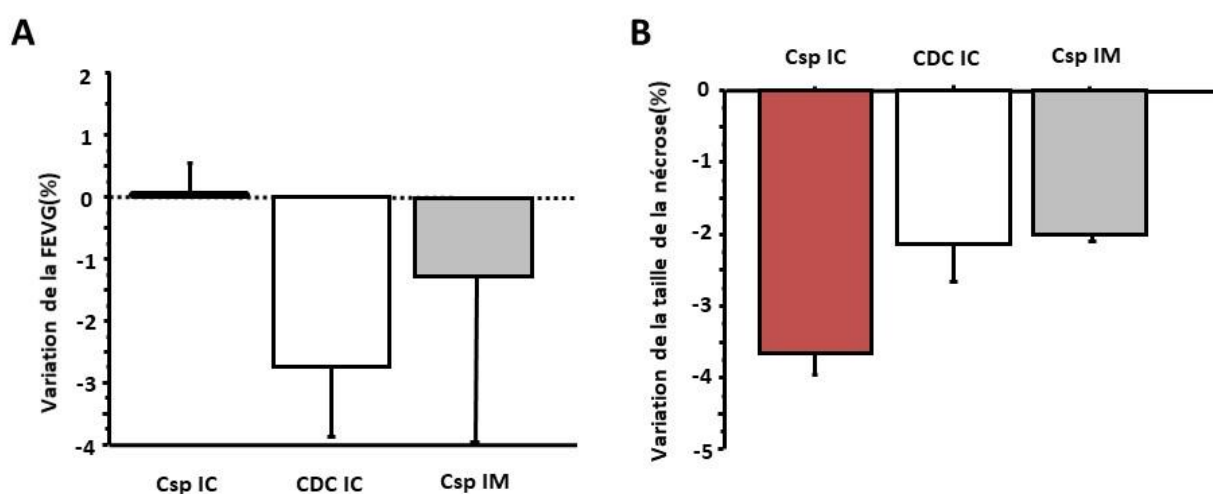 A
Variation de la FEVG(%)
2
1
0
-1
-2
-3
-4
Csp IC
CDC IC
Csp IM
B
Csp IC
CDC IC
Csp IM
Variation de la taille de la nécrose(%)
0
-1
-2
-3
-4
-5